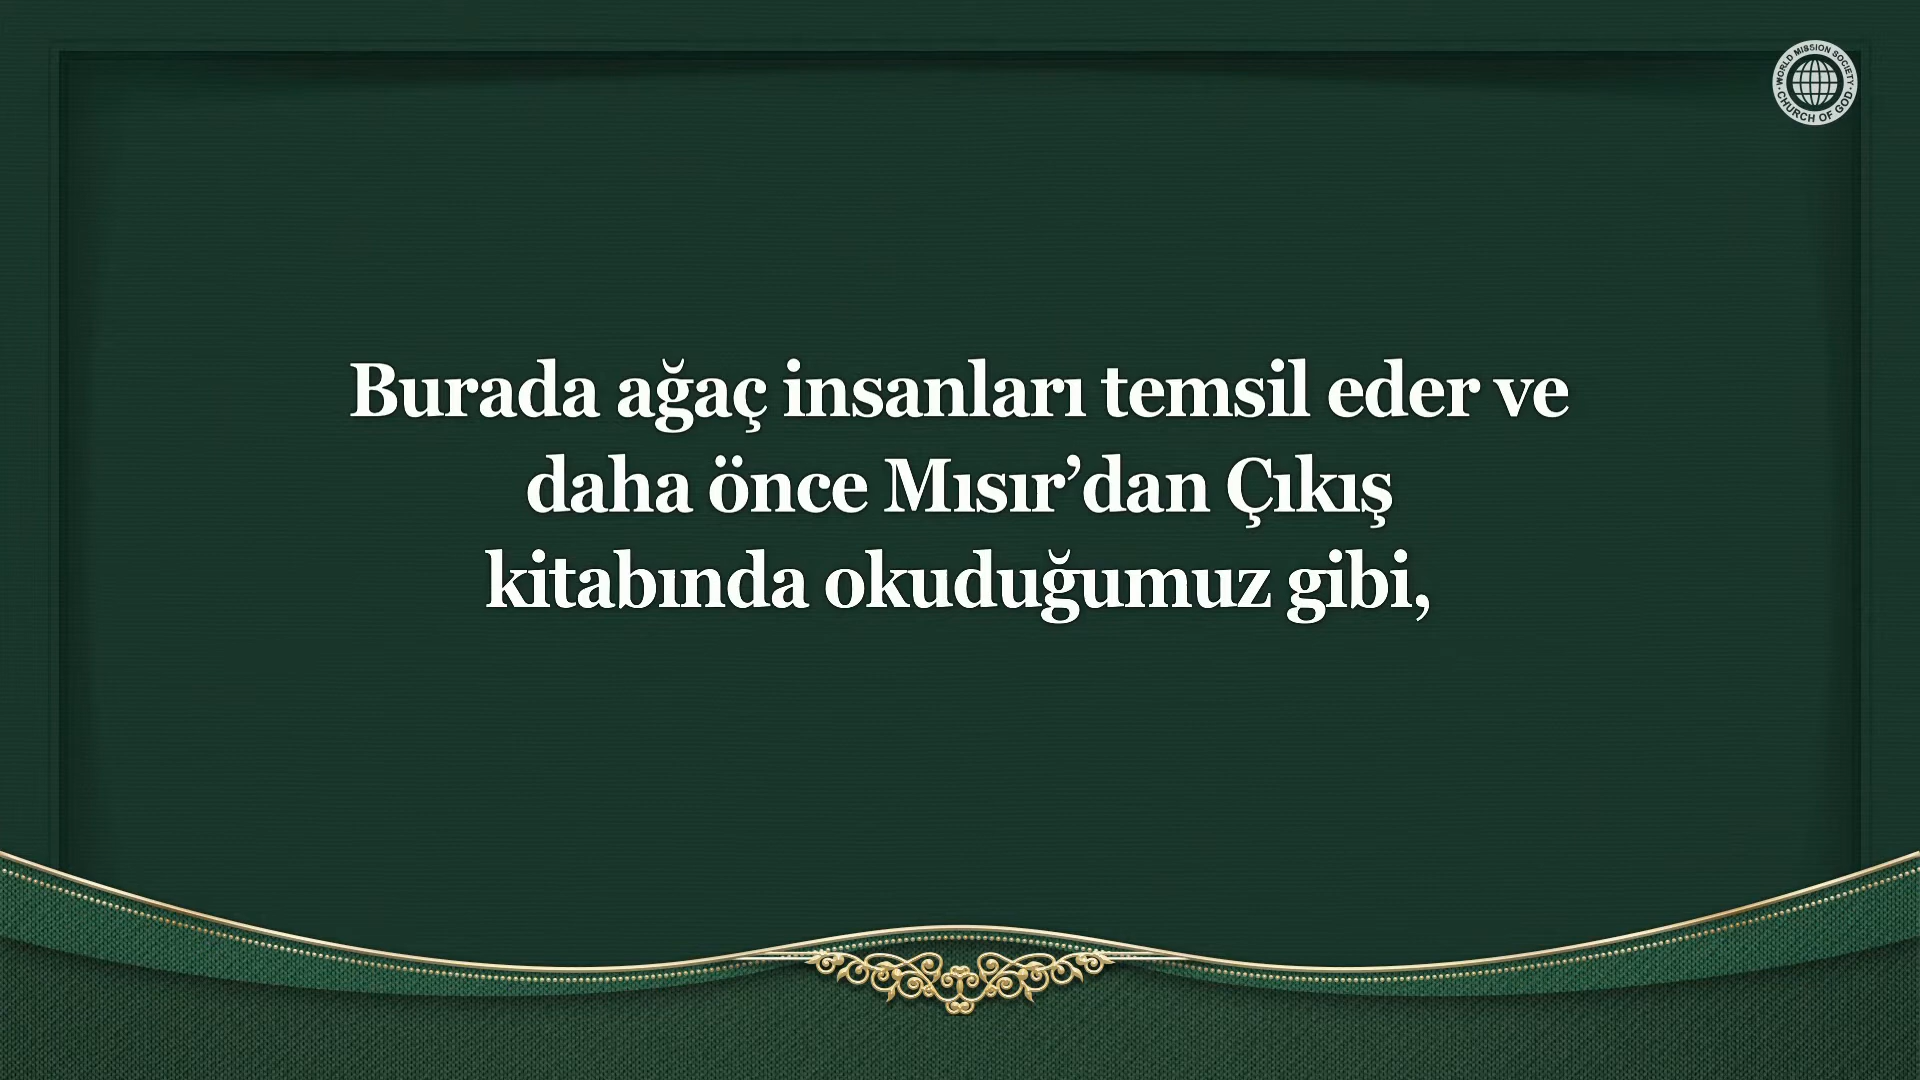 WORLD MISSION SOCIETY
CHURCH OF GOD
Burada ağaç insanları temsil eder ve
daha önce Mısır’dan Çıkış
kitabında okuduğumuz gibi,